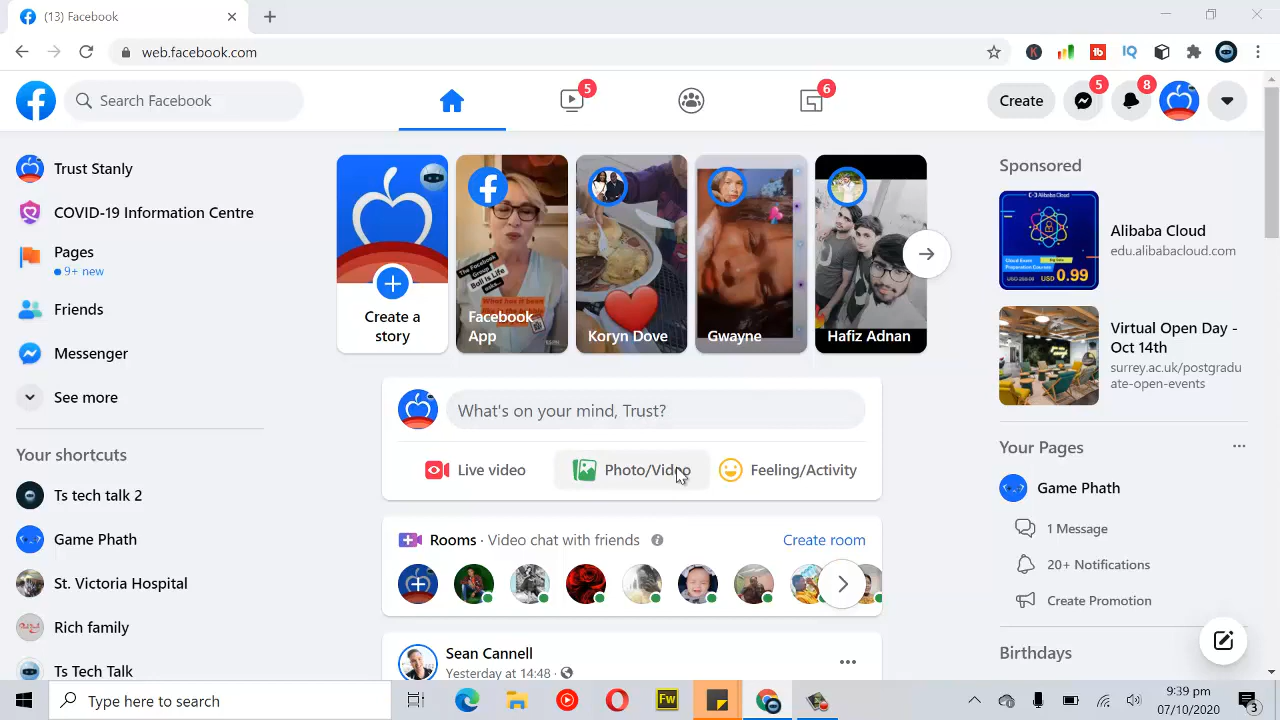 (13) Facebook
web.facebook.com
Search Facebook
5
6
Create
5
8
Trust Stanly
COVID-19 Information Centre
Pages
9+ new
Friends
Messenger
See more
Your shortcuts
Ts tech talk 2
Game Phath
St. Victoria Hospital
Rich family
Ts Tech Talk
Create a
story
Facebook
App
Koryn Dove
Gwayne
Hafiz Adnan
What's on your mind, Trust?
Live video
Photo/Video
Feeling/Activity
Rooms · Video chat with friends
Create room
Sean Cannell
Yesterday at 14:48 ·
Sponsored
Alibaba Cloud
USD 0.99
Alibaba Cloud
edu.alibabacloud.com
Virtual Open Day -
Oct 14th
surrey.ac.uk/postgradu
ate-open-events
Your Pages
Game Phath
1 Message
20+ Notifications
Create Promotion
Birthdays
Type here to search
Fw
9:39 pm
07/10/2020
3